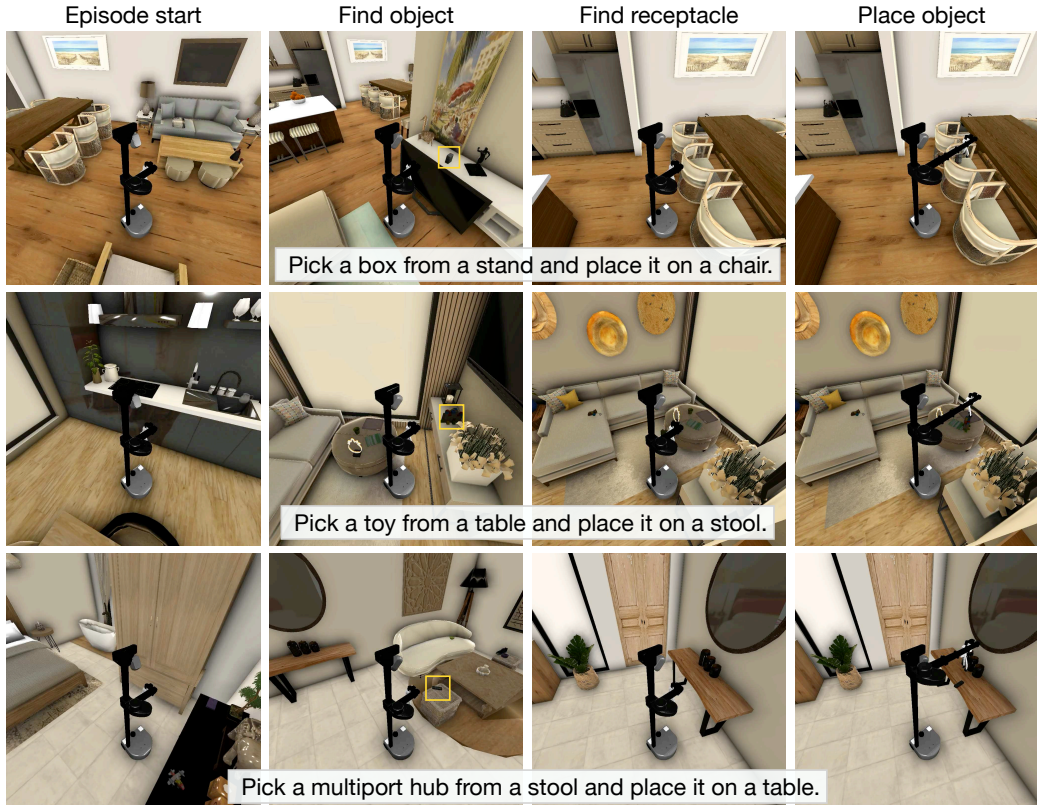 Episode start
Find object
Find receptacle
Place object
Pick a box from a stand and place it on a chair.
Pick a toy from a table and place it on a stool.
Pick a multiport hub from a stool and place it on a table.